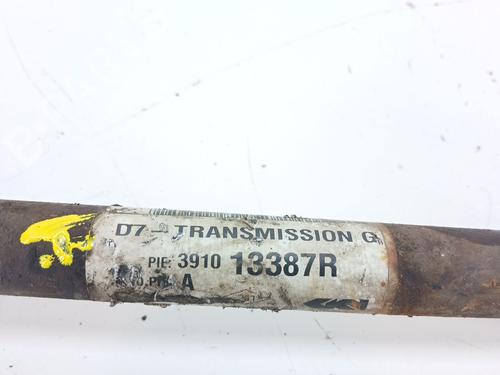 D7 - TRANSMISSION G
PIE: 3910 13387R
A